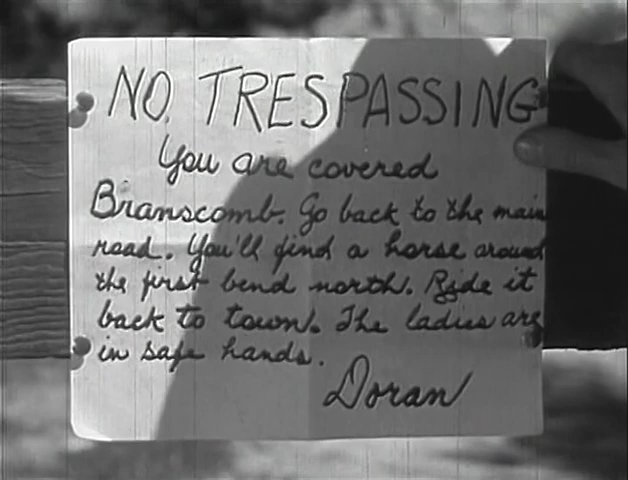 NO TRESPASSING
You are covered
Branscomb. Go back to the main
road. You'll find a horse around
the first bend north. Ride it
back to town. The ladies are
in safe hands.
Doran